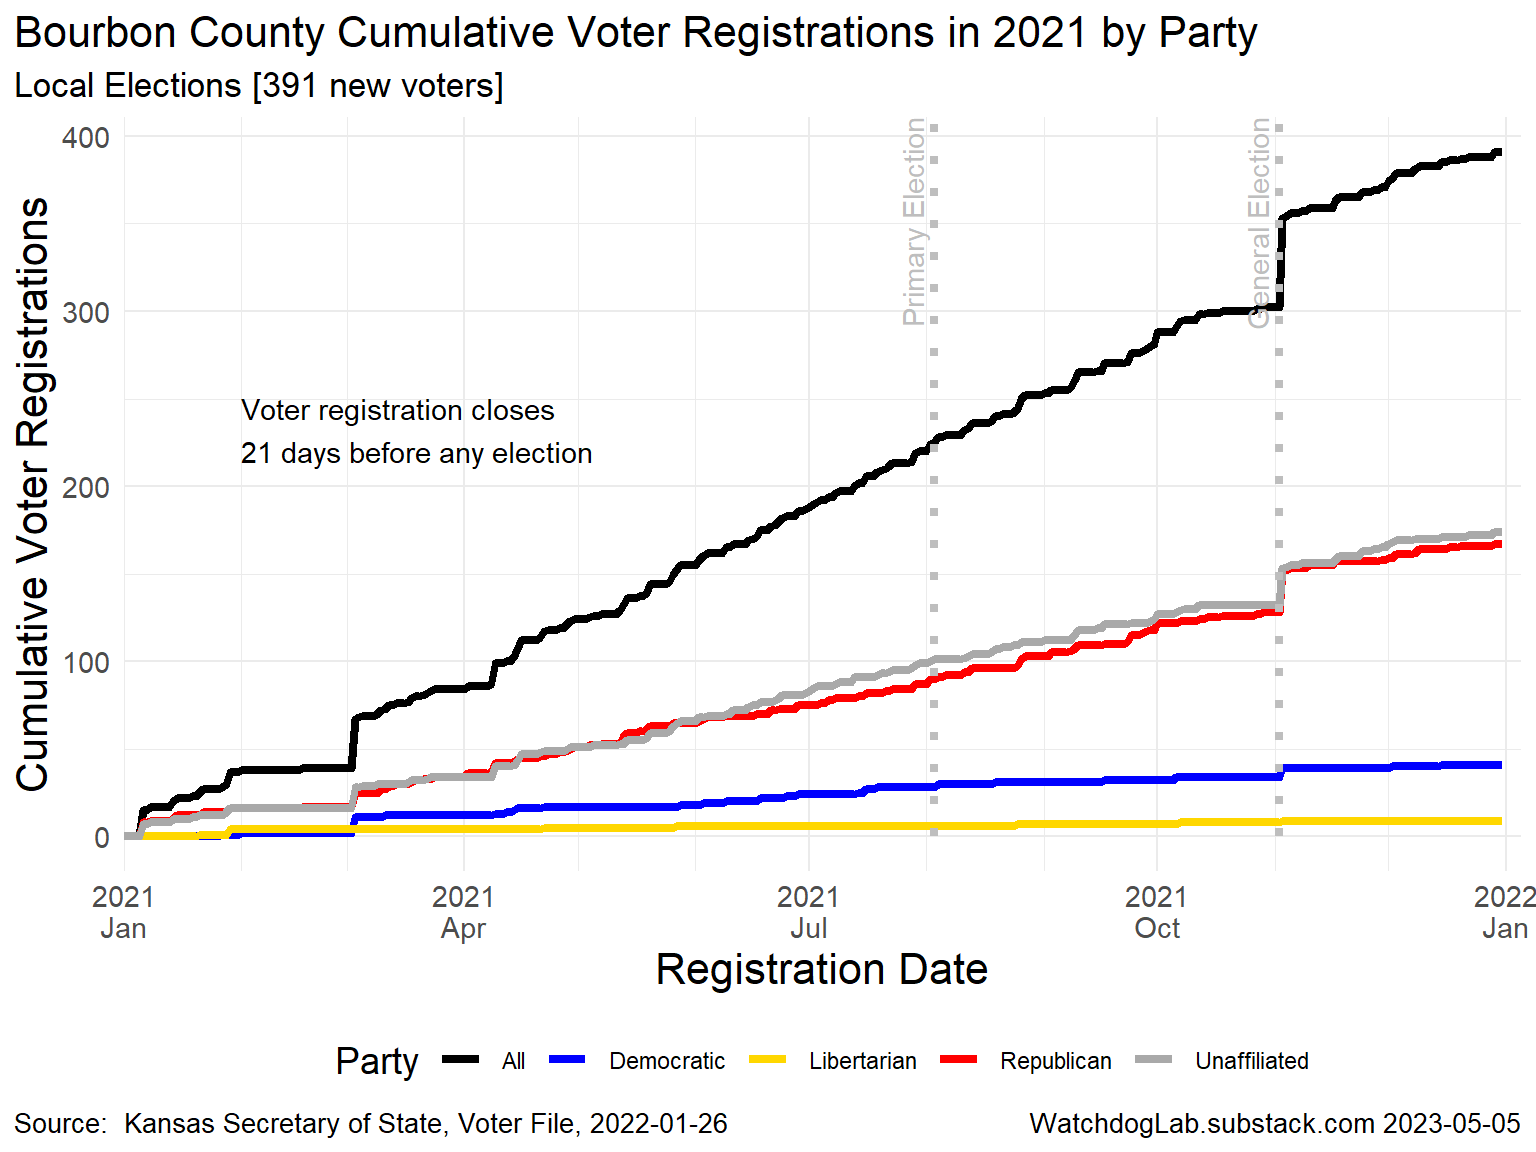 Bourbon County Cumulative Voter Registrations in 2021 by Party
Local Elections [391 new voters]
Cumulative Voter Registrations
400
300
200
100
0
Primary Election
General Election
Voter registration closes
21 days before any election
2021 2021 2021 2021 2022
Jan Apr Jul Oct Jan
Registration Date
Party All Democratic Libertarian Republican Unaffiliated
Source:  Kansas Secretary of State, Voter File, 2022-01-26
WatchdogLab.substack.com 2023-05-05